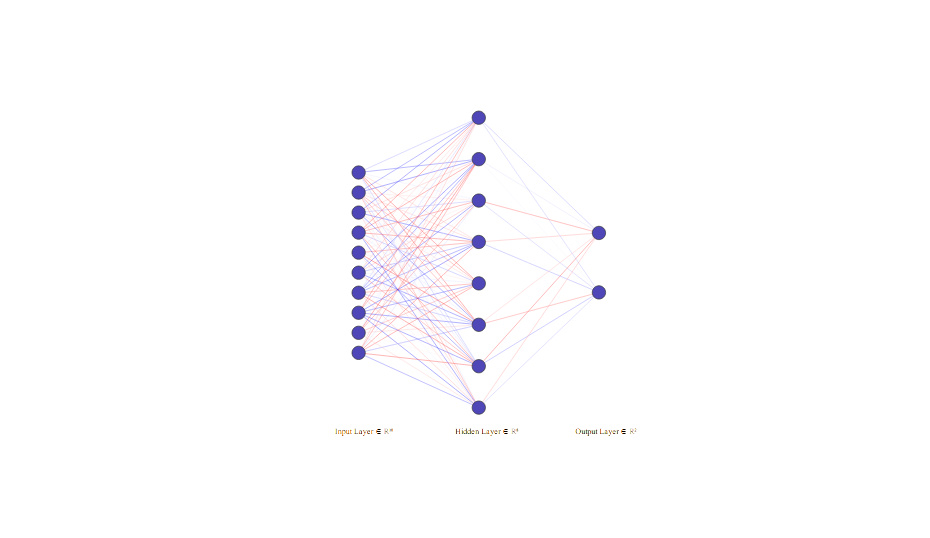 Input Layer ∈ ℝ¹⁰
Hidden Layer ∈ ℝ⁸
Output Layer ∈ ℝ²